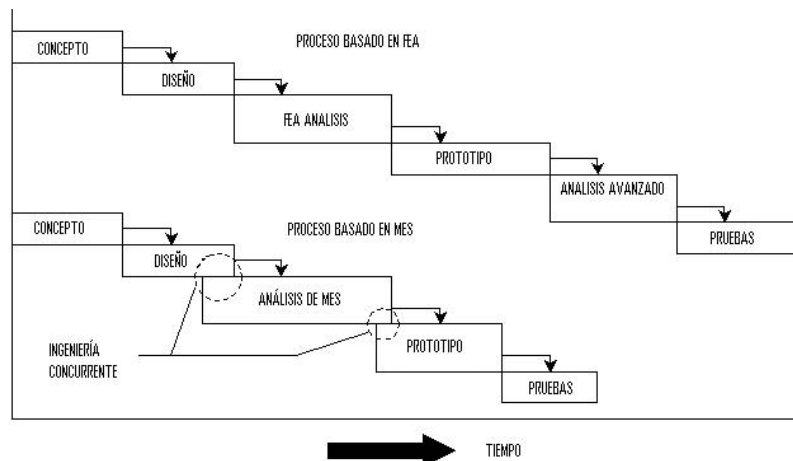 PROCESO BASADO EN FEA
CONCEPTO
DISEÑO
FEA ANALISIS
PROTOTIPO
ANALISIS AVANZADO
PRUEBAS
PROCESO BASADO EN MES
CONCEPTO
DISEÑO
ANÁLISIS DE MES
PROTOTIPO
PRUEBAS
INGENIERÍA
CONCURRENTE
TIEMPO